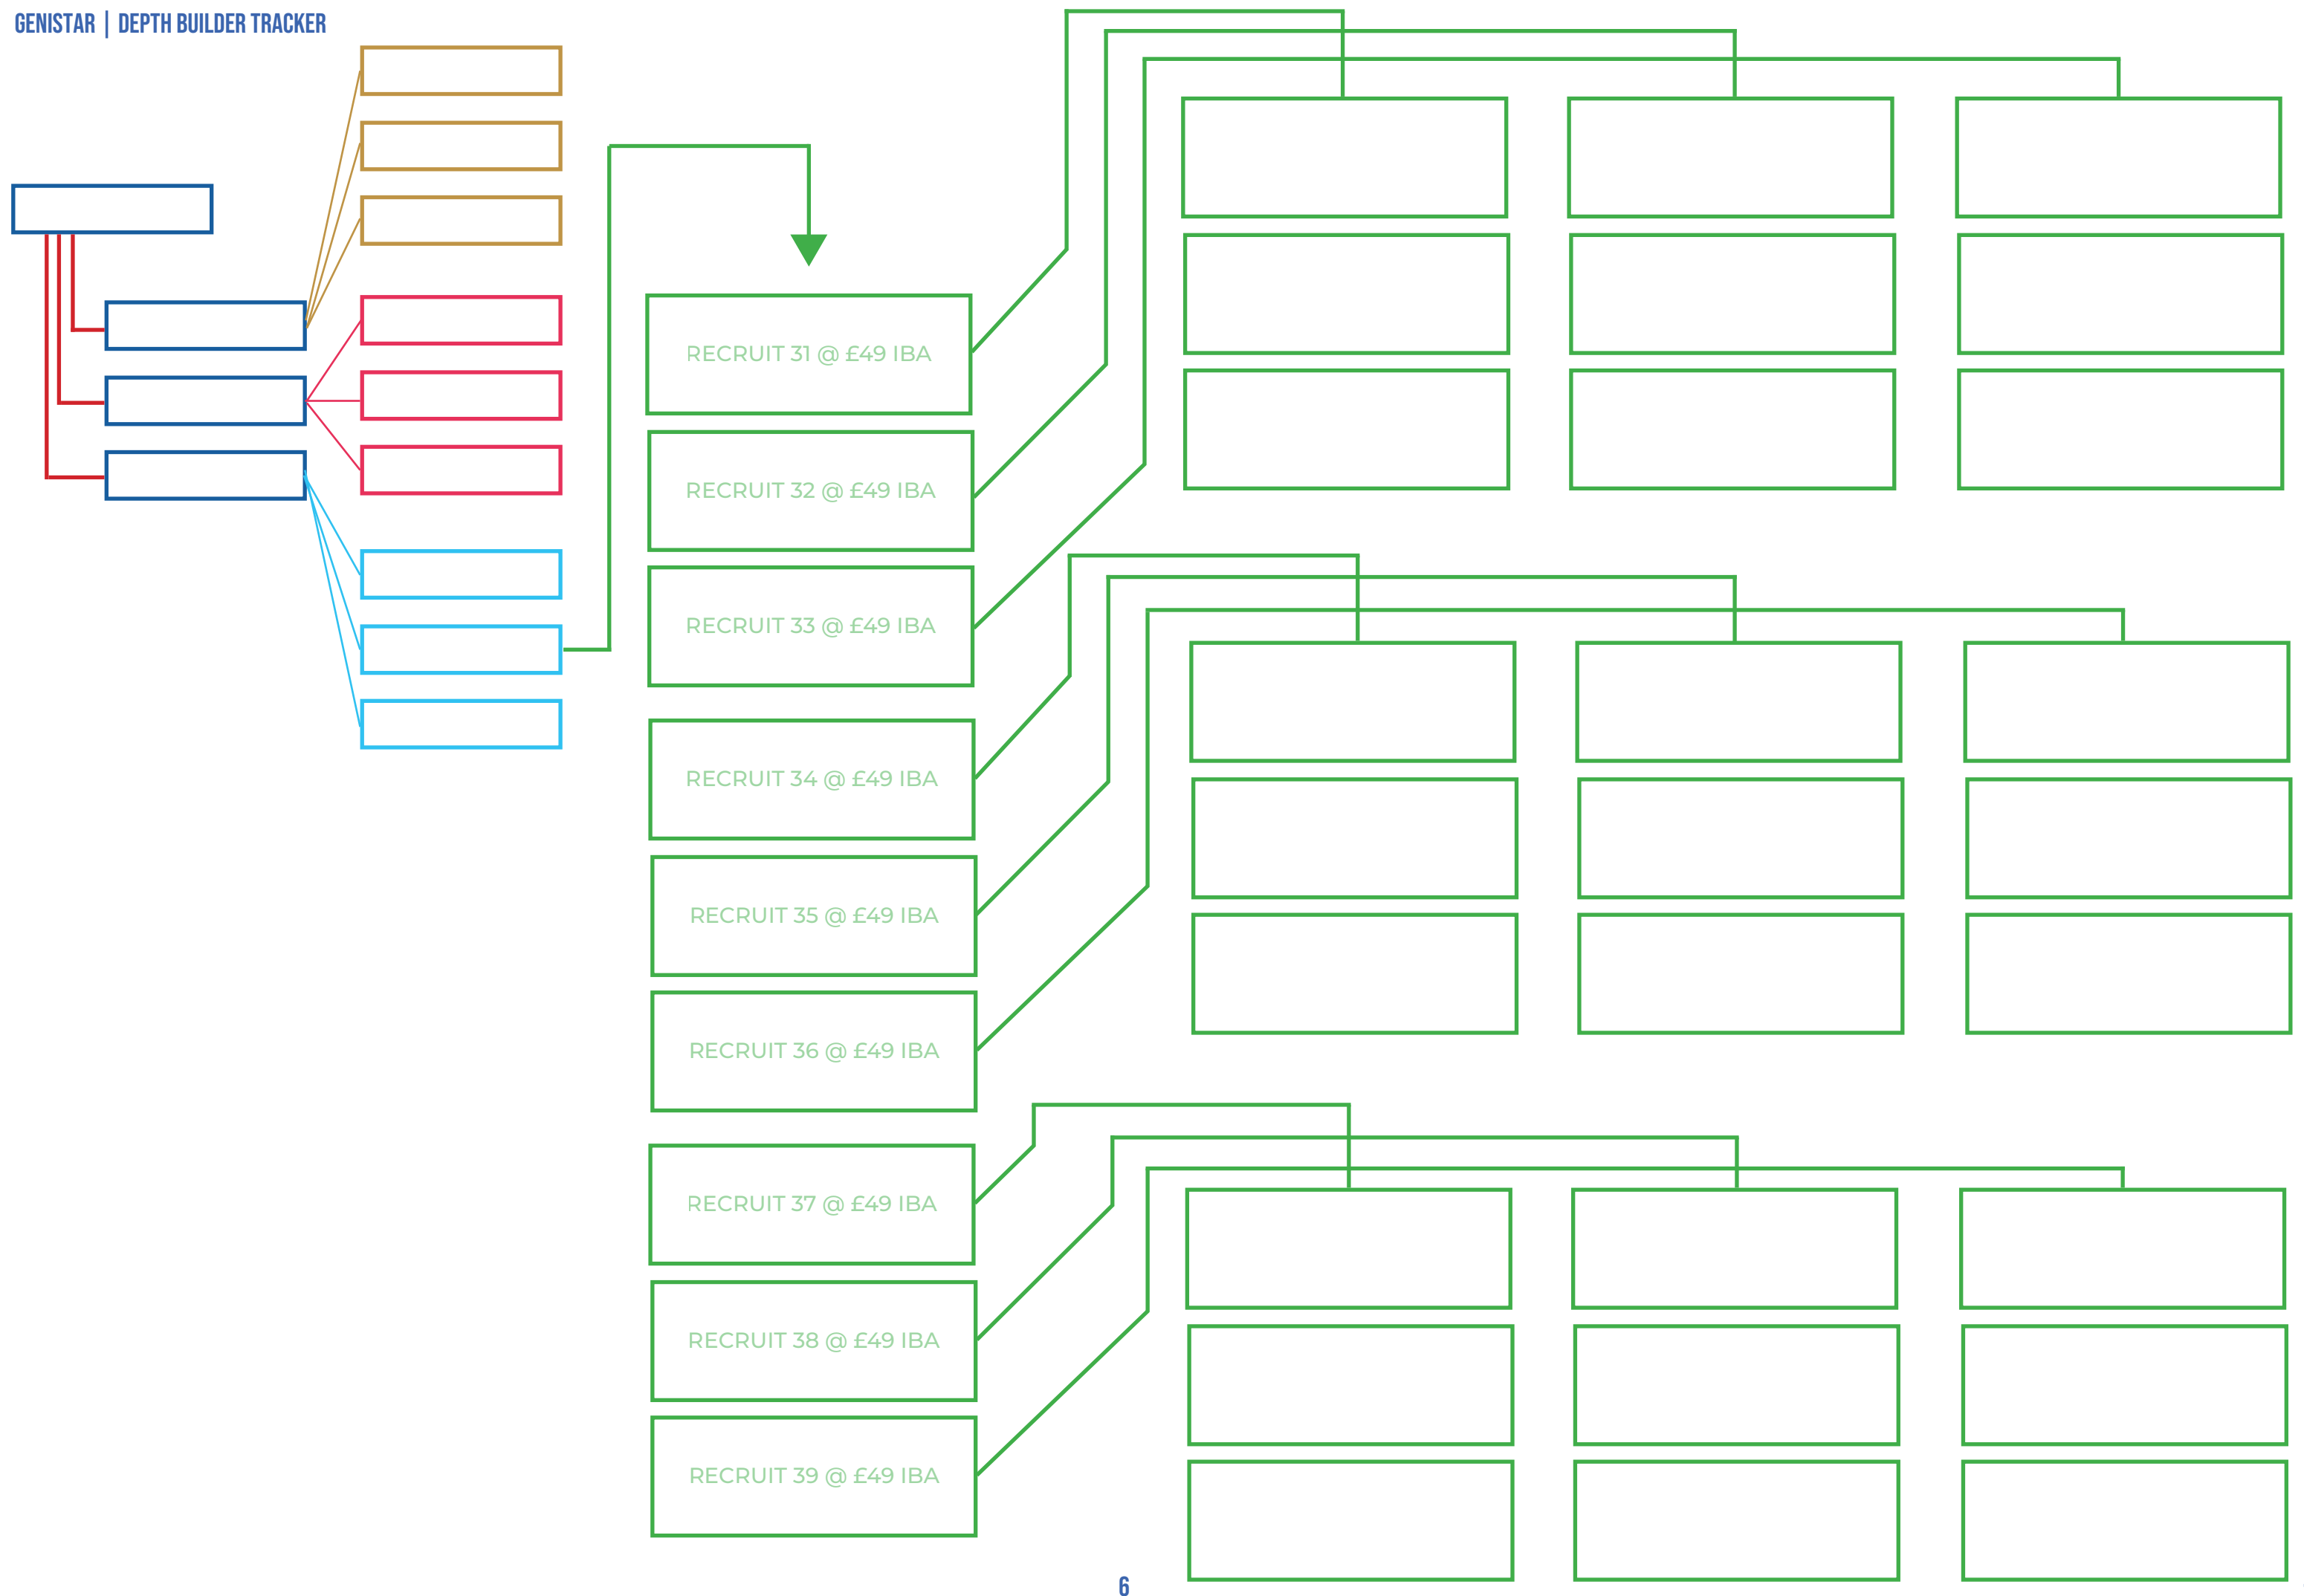 GENISTAR | DEPTH BUILDER TRACKER
RECRUIT 31 @ £49 IBA
RECRUIT 32 @ £49 IBA
RECRUIT 33 @ £49 IBA
RECRUIT 34 @ £49 IBA
RECRUIT 35 @ £49 IBA
RECRUIT 36 @ £49 IBA
RECRUIT 37 @ £49 IBA
RECRUIT 38 @ £49 IBA
RECRUIT 39 @ £49 IBA
6